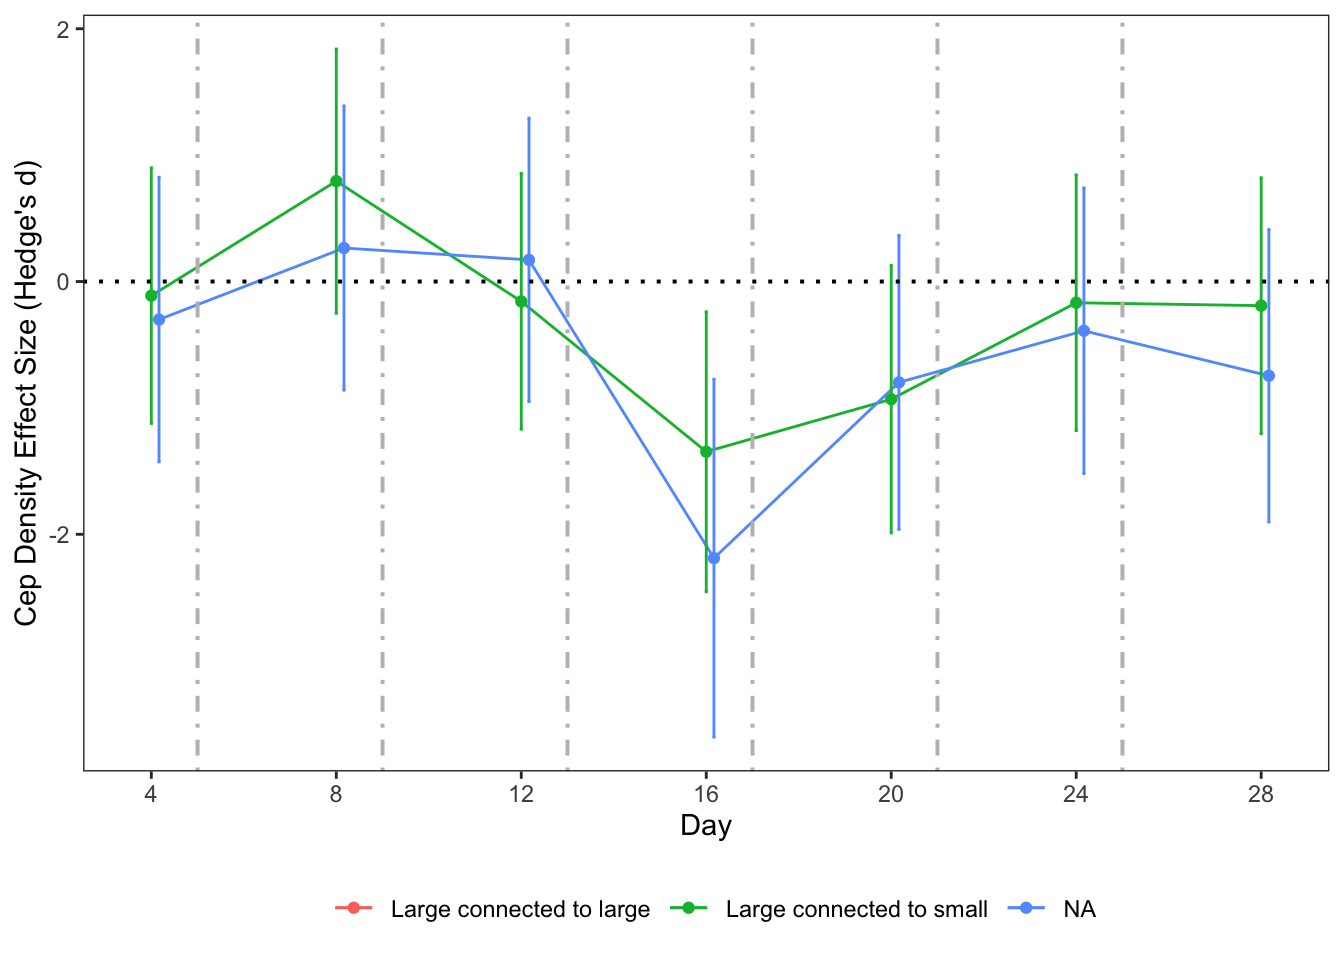 2
0
-2
Cep Density Effect Size (Hedge's d)
4 8 12 16 20 24 28
Day
Large connected to large Large connected to small NA